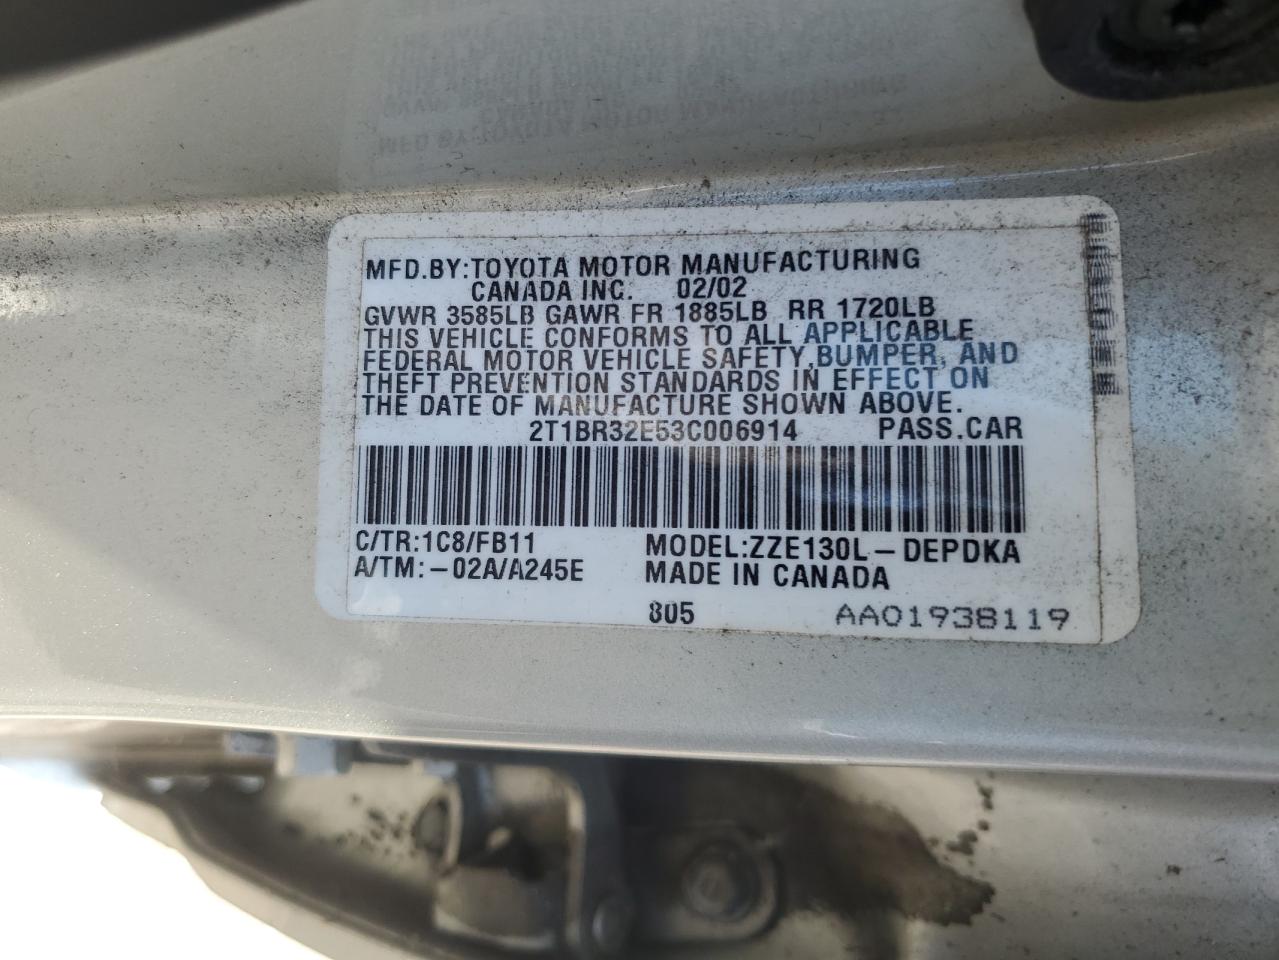 MFD.BY:TOYOTA MOTOR MANUFACTURING
CANADA INC. 02/02
GVWR 3585LB GAWR FR 1885LB RR 1720LB
THIS VEHICLE CONFORMS TO ALL APPLICABLE
FEDERAL MOTOR VEHICLE SAFETY,BUMPER, AND
THEFT PREVENTION STANDARDS IN EFFECT ON
THE DATE OF MANUFACTURE SHOWN ABOVE.
2T1BR32E53C006914 PASS.CAR
C/TR:1C8/FB11 MODEL:ZZE130L-DEPDKA
A/TM:-02A/A245E MADE IN CANADA
805 AA01938119